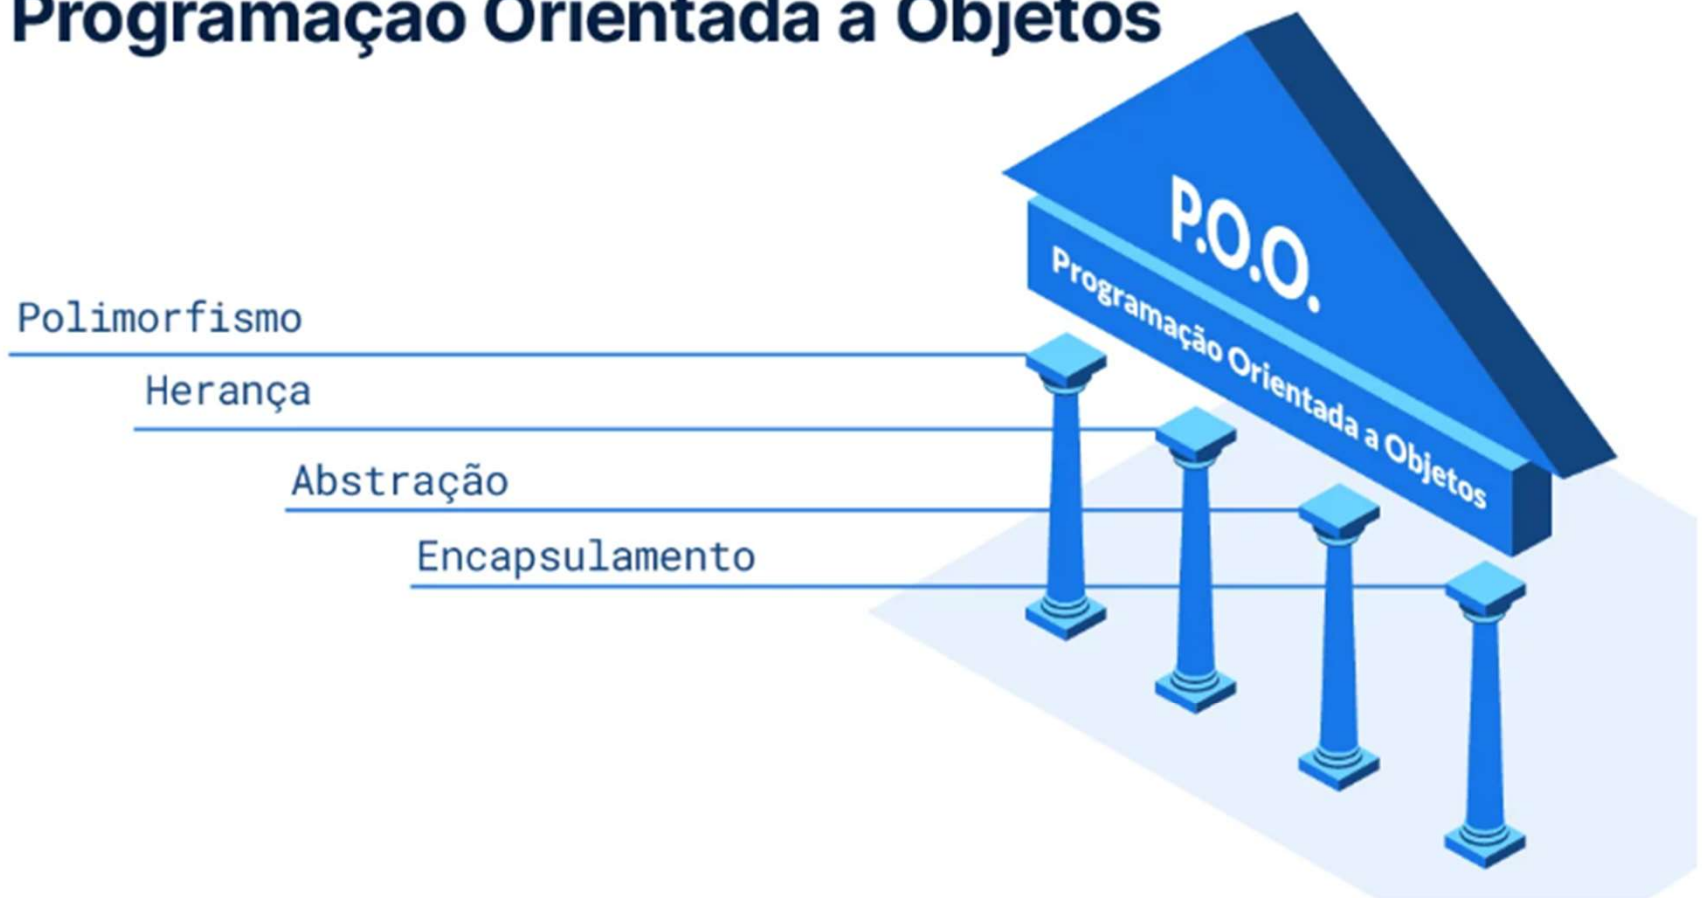 Programação Orientada a Objetos
P.O.O.
Programação Orientada a Objetos
Polimorfismo
Herança
Abstração
Encapsulamento